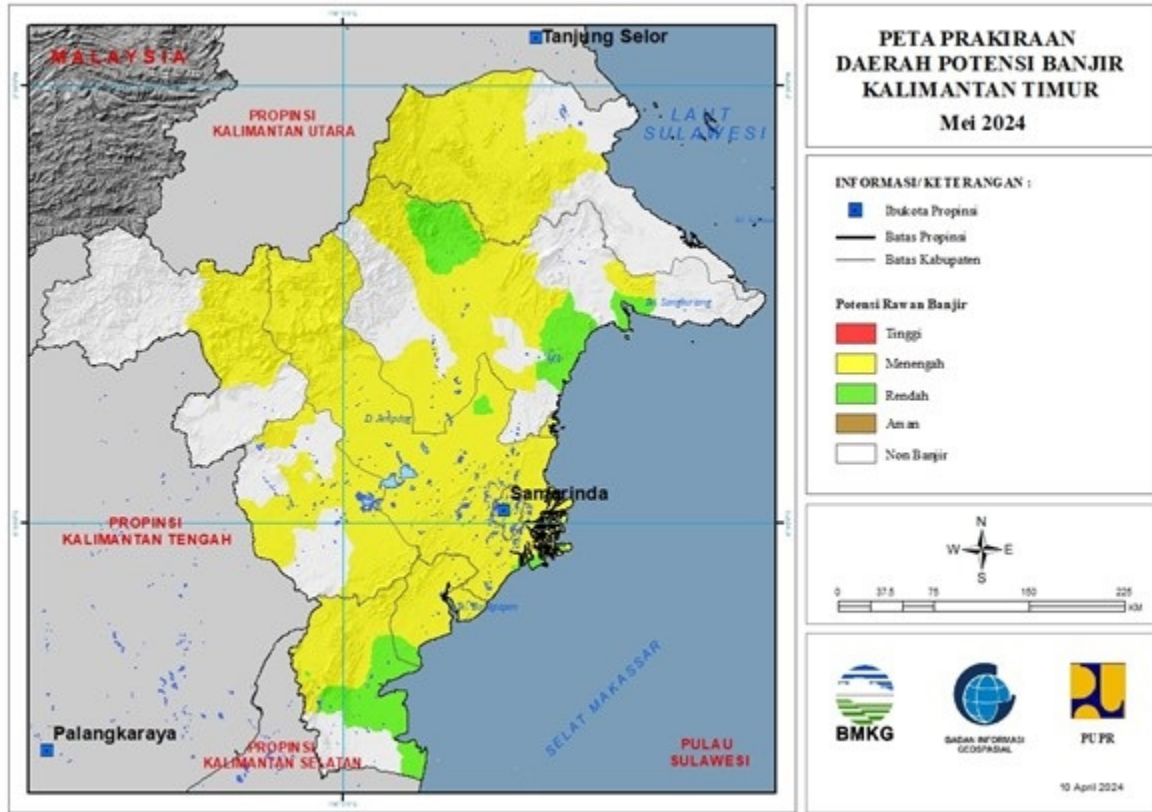 Tanjung Selor
MALAYSIA
PROPINSI
KALIMANTAN UTARA
LAUT
SULAWESI
Samarinda
PROPINSI
KALIMANTAN TENGAH
SELAT MAKASSAR
Palangkaraya
PROPINSI
KALIMANTAN SELATAN
PULAU
SULAWESI
PETA PRAKIRAAN
DAERAH POTENSI BANJIR
KALIMANTAN TIMUR
Mei 2024
INFORMASI/KETERANGAN :
Ibukota Propinsi
Batas Propinsi
Batas Kabupaten
Potensi Rawan Banjir
Tinggi
Menengah
Rendah
Aman
Non Banjir
N
W E
S
0 37.5 75 150 225
KM
BMKG
BADAN INFORMASI
GEOSPASIAL
PUPR
10 April 2024